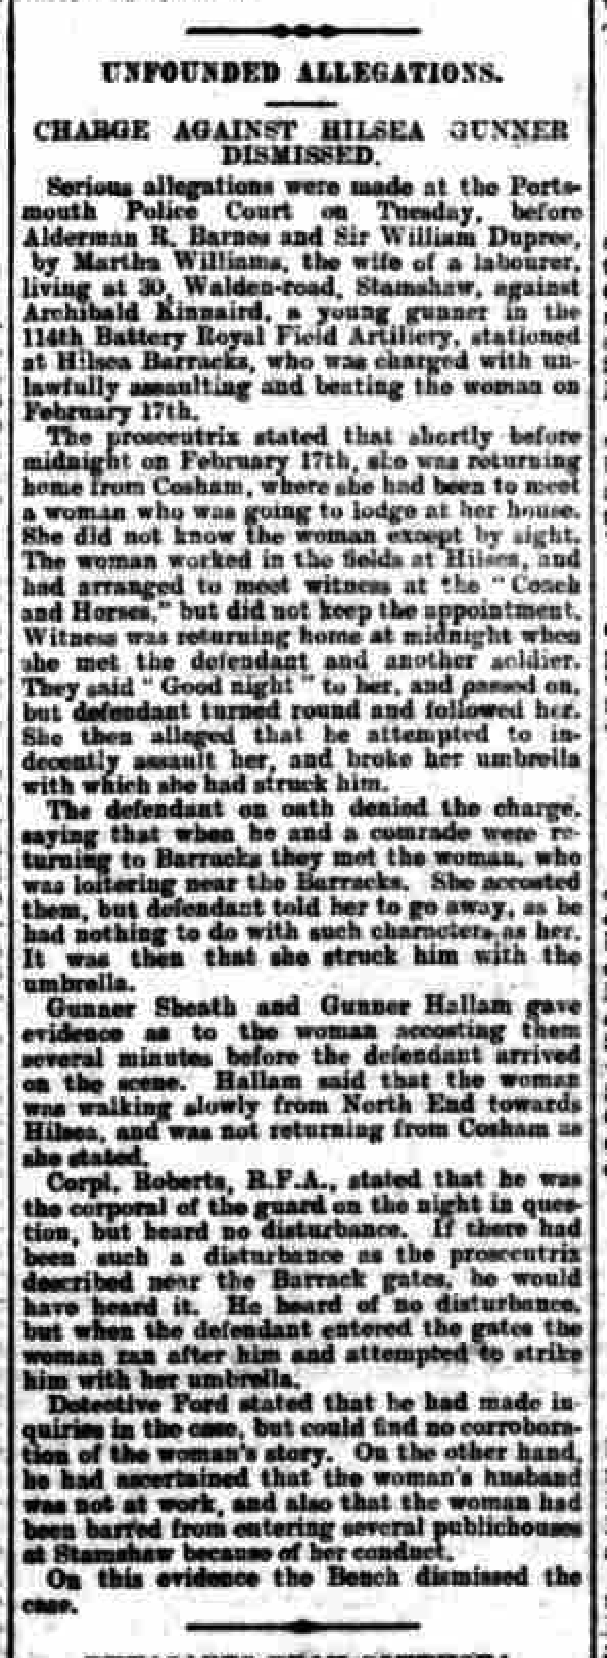 UNFOUNDED ALLEGATIONS.
CHARGE AGAINST HILSEA GUNNER
DISMISSED.
Serious allegations were made at the Ports-
mouth Police Court on Tuesday, before
Alderman R. Barnes and Sir William Dupree,
by Martha Williams, the wife of a labourer,
living at 30, Walden-road, Stamshaw, against
Archibald Kinnaird, a young gunner in the
114th Battery Royal Field Artillery, stationed
at Hilsea Barracks, who was charged with un-
lawfully assaulting and beating the woman on
February 17th.
The prosecutrix stated that shortly before
midnight on February 17th, she was returning
home from Cosham, where she had been to meet
a woman who was going to lodge at her house.
She did not know the woman except by sight.
The woman worked in the fields at Hilsea, and
had arranged to meet witness at the "Coach
and Horses," but did not keep the appointment.
Witness was returning home at midnight when
she met the defendant and another soldier.
They said "Good night" to her, and passed on,
but defendant turned round and followed her.
She then alleged that he attempted to in-
decently assault her, and broke her umbrella
with which she had struck him.
The defendant on oath denied the charge,
saying that when he and a comrade were re-
turning to Barracks they met the woman, who
was loitering near the Barracks. She accosted
them, but defendant told her to go away, as he
had nothing to do with such characters as her.
It was then that she struck him with the
umbrella.
Gunner Sheath and Gunner Hallam gave
evidence as to the woman accosting them
several minutes before the defendant arrived
on the scene. Hallam said that the woman
was walking slowly from North End towards
Hilsea, and was not returning from Cosham as
she stated.
Corpl. Roberts, R.F.A., stated that he was
the corporal of the guard on the night in ques-
tion, but heard no disturbance. If there had
been such a disturbance as the prosecutrix
described near the Barrack gates, he would
have heard it. He heard of no disturbance,
but when the defendant entered the gates the
woman ran after him and attempted to strike
him with her umbrella.
Detective Ford stated that he had made in-
quiries in the case, but could find no corrobora-
tion of the woman's story. On the other hand,
he had ascertained that the woman's husband
was not at work, and also that the woman had
been barred from entering several publichouses
at Stamshaw because of her conduct.
On this evidence the Bench dismissed the
case.